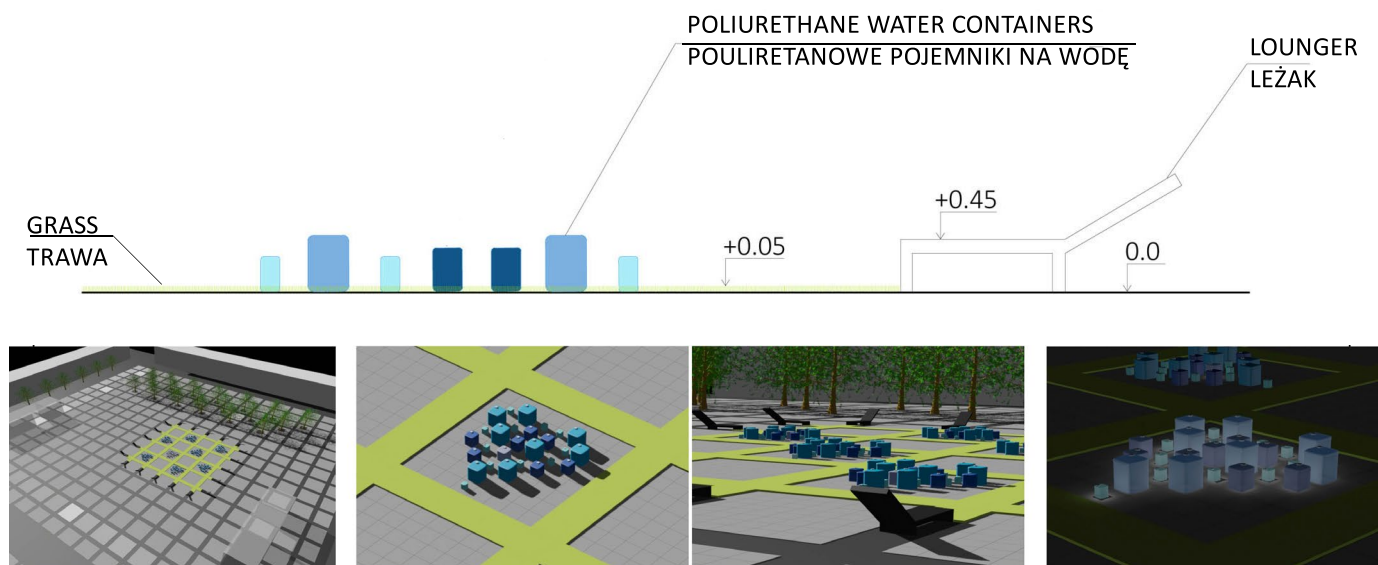 POLIURETHANE WATER CONTAINERS
POULIRETANOWE POJEMNIKI NA WODĘ
LOUNGER
LEŻAK
+0.45
GRASS
TRAWA
+0.05
0.0